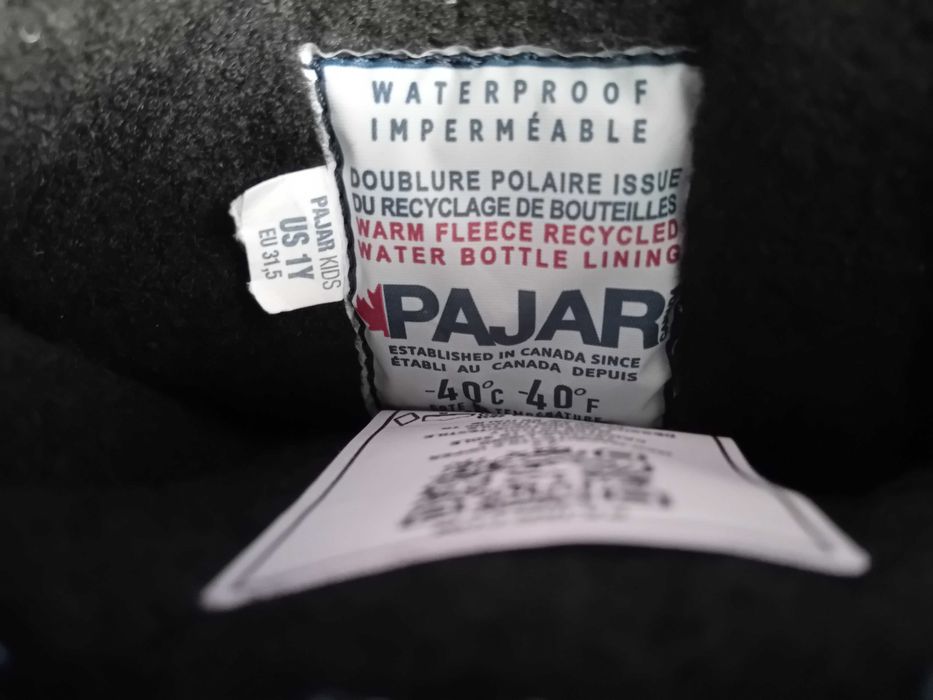 WATERPROOF
IMPERMÉABLE
DOUBLURE POLAIRE ISSUE
DU RECYCLAGE DE BOUTEILLES
WARM FLEECE RECYCLED
WATER BOTTLE LINING
PAJAR
ESTABLISHED IN CANADA SINCE
ÉTABLI AU CANADA DEPUIS
-40°C -40°F
PAJAR KIDS
US 1Y
EU 31,5